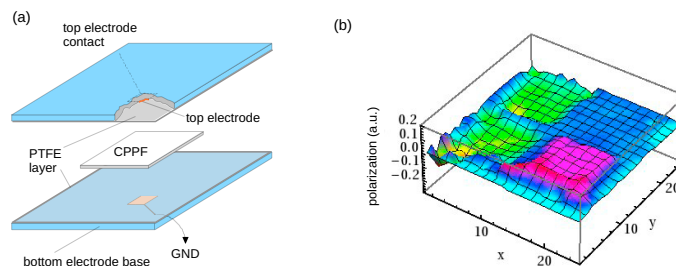 (a)
top electrode
contact
top electrode
PTFE
layer
CPPF
GND
bottom electrode base
(b)
polarization (a.u.)
0.2
0.1
0.0
-0.1
-0.2
10
20
x
10
20
y